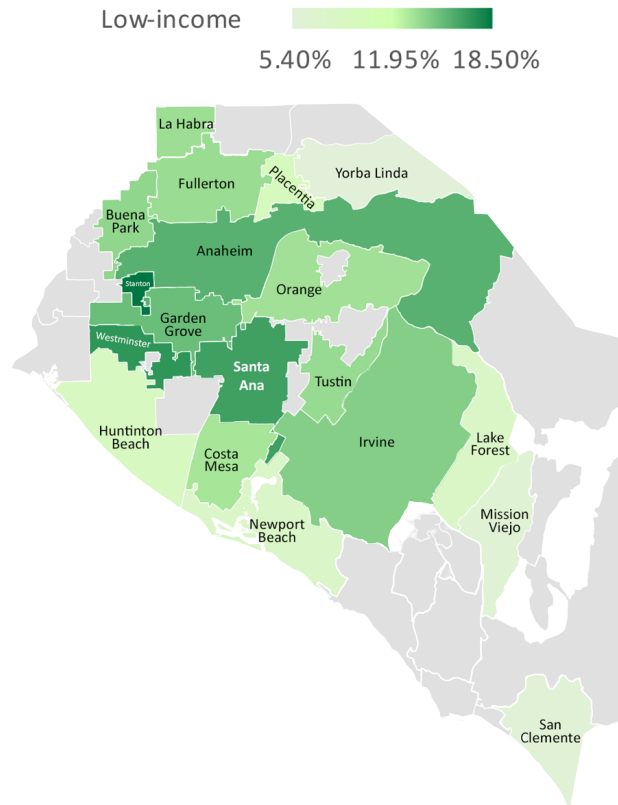 Low-income
5.40% 11.95% 18.50%
La Habra
Fullerton
Placentia
Yorba Linda
Buena
Park
Anaheim
Stanton
Orange
Garden
Grove
Westminster
Santa
Ana
Tustin
Huntinton
Beach
Costa
Mesa
Irvine
Lake
Forest
Newport
Beach
Mission
Viejo
San
Clemente